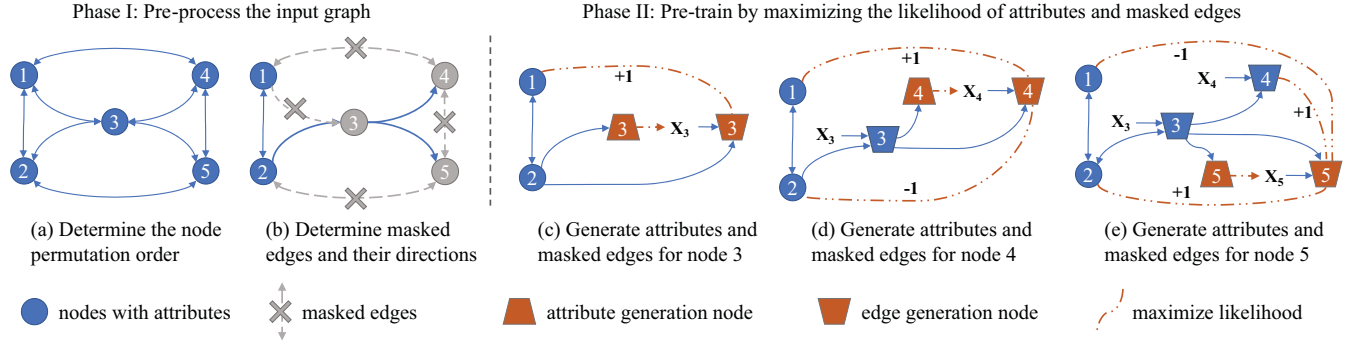 Phase I: Pre-process the input graph
Phase II: Pre-train by maximizing the likelihood of attributes and masked edges
1
4
3
2
5
1
4
3
2
5
1
+1
3
X3
3
2
1
+1
4
X4
4
X3
3
2
-1
1
-1
X4
4
X3
3
+1
2
5
X5
5
+1
(a) Determine the node
permutation order
(b) Determine masked
edges and their directions
(c) Generate attributes and
masked edges for node 3
(d) Generate attributes and
masked edges for node 4
(e) Generate attributes and
masked edges for node 5
nodes with attributes
masked edges
attribute generation node
edge generation node
maximize likelihood